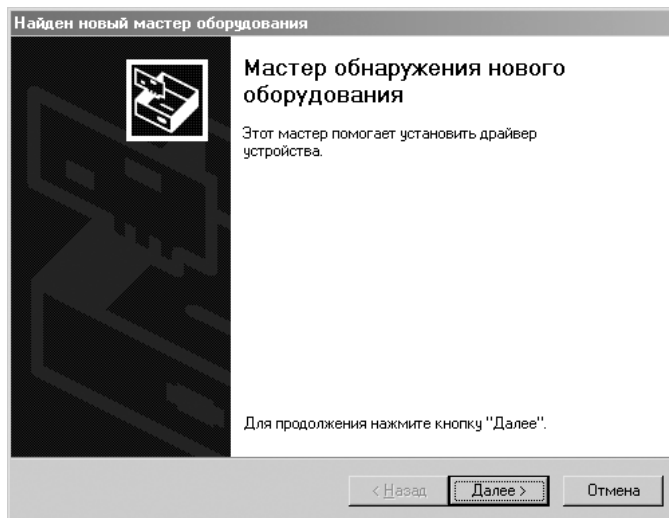 Найден новый мастер оборудования
Мастер обнаружения нового
оборудования
Этот мастер помогает установить драйвер
устройства.
Для продолжения нажмите кнопку "Далее".
< Назад
Далее >
Отмена